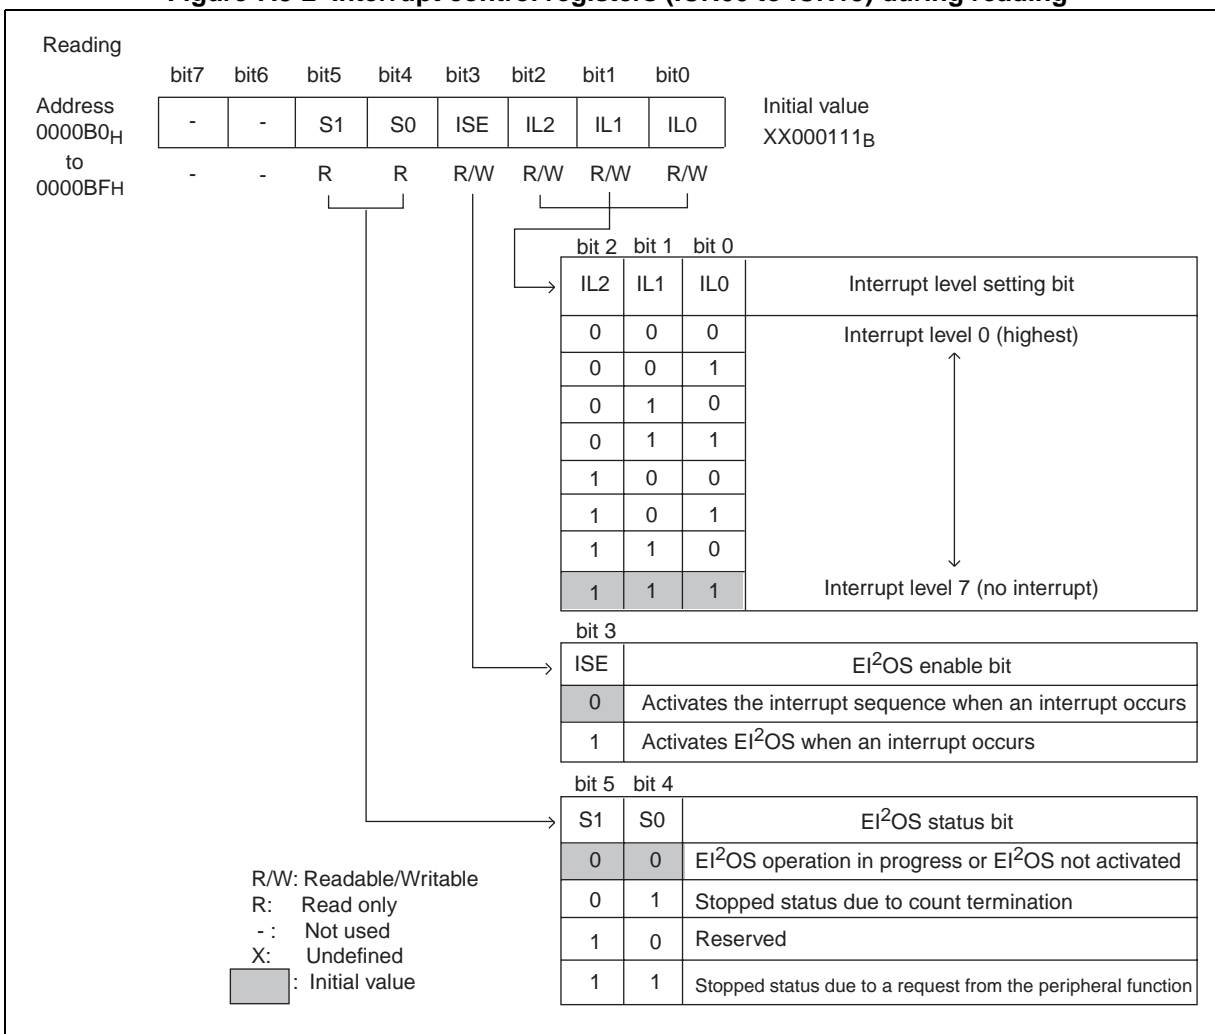 Reading
bit7 bit6 bit5 bit4 bit3 bit2 bit1 bit0
Address
0000B0H
to
0000BFH
- - S1 S0 ISE IL2 IL1 IL0
Initial value
XX000111B
- - R R R/W R/W R/W R/W
bit 2 bit 1 bit 0
IL2 IL1 IL0 Interrupt level setting bit
0 0 0 Interrupt level 0 (highest)
0 0 1
0 1 0
0 1 1
1 0 0
1 0 1
1 1 0
1 1 1 Interrupt level 7 (no interrupt)
bit 3
ISE EI2OS enable bit
0 Activates the interrupt sequence when an interrupt occurs
1 Activates EI2OS when an interrupt occurs
bit 5 bit 4
S1 S0 EI2OS status bit
0 0 EI2OS operation in progress or EI2OS not activated
0 1 Stopped status due to count termination
1 0 Reserved
1 1 Stopped status due to a request from the peripheral function
R/W: Readable/Writable
R: Read only
- : Not used
X: Undefined
: Initial value